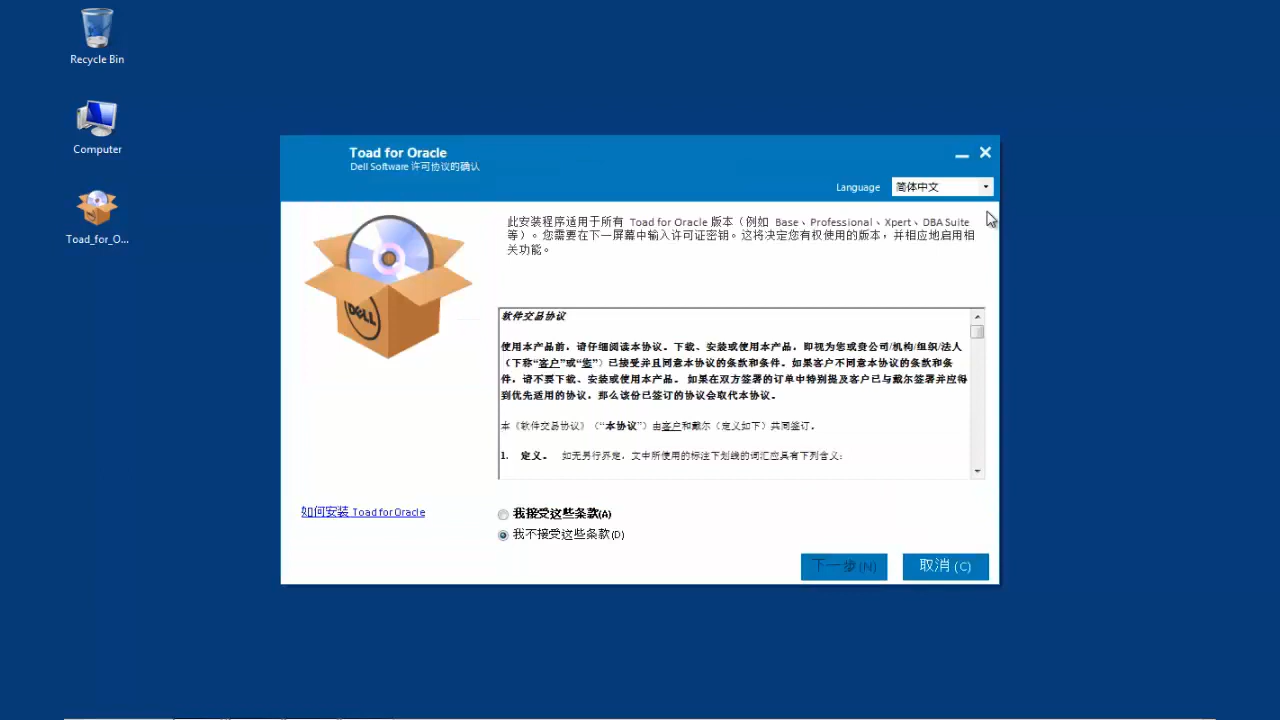 Recycle Bin
Computer
Toad_for_O...
Toad for Oracle
Dell Software 许可协议的确认
Language 简体中文
此安装程序适用于所有 Toad for Oracle 版本（例如 Base、Professional、Xpert、DBA Suite
等）。您需要在下一屏幕中输入许可证密钥。这将决定您有权使用的版本，并相应地启用相
关功能。
DELL
软件交易协议
使用本产品前，请仔细阅读本协议。下载、安装或使用本产品，即视为您或贵公司/机构/组织/法人
（下称“客户”或“您”）已接受并且同意本协议的条款和条件。如果客户不同意本协议的条款和条
件，请不要下载、安装或使用本产品。 如果在双方签署的订单中特别提及客户已与戴尔签署并应得
到优先适用的协议，那么该份已签订的协议会取代本协议。
本《软件交易协议》（“本协议”）由客户和戴尔（定义如下）共同签订。
1. 定义。 如无另行界定，文中所使用的标注下划线的词汇应具有下列含义：
如何安装 Toad for Oracle
我接受这些条款(A)
我不接受这些条款(D)
下一步(N)
取消 (C)